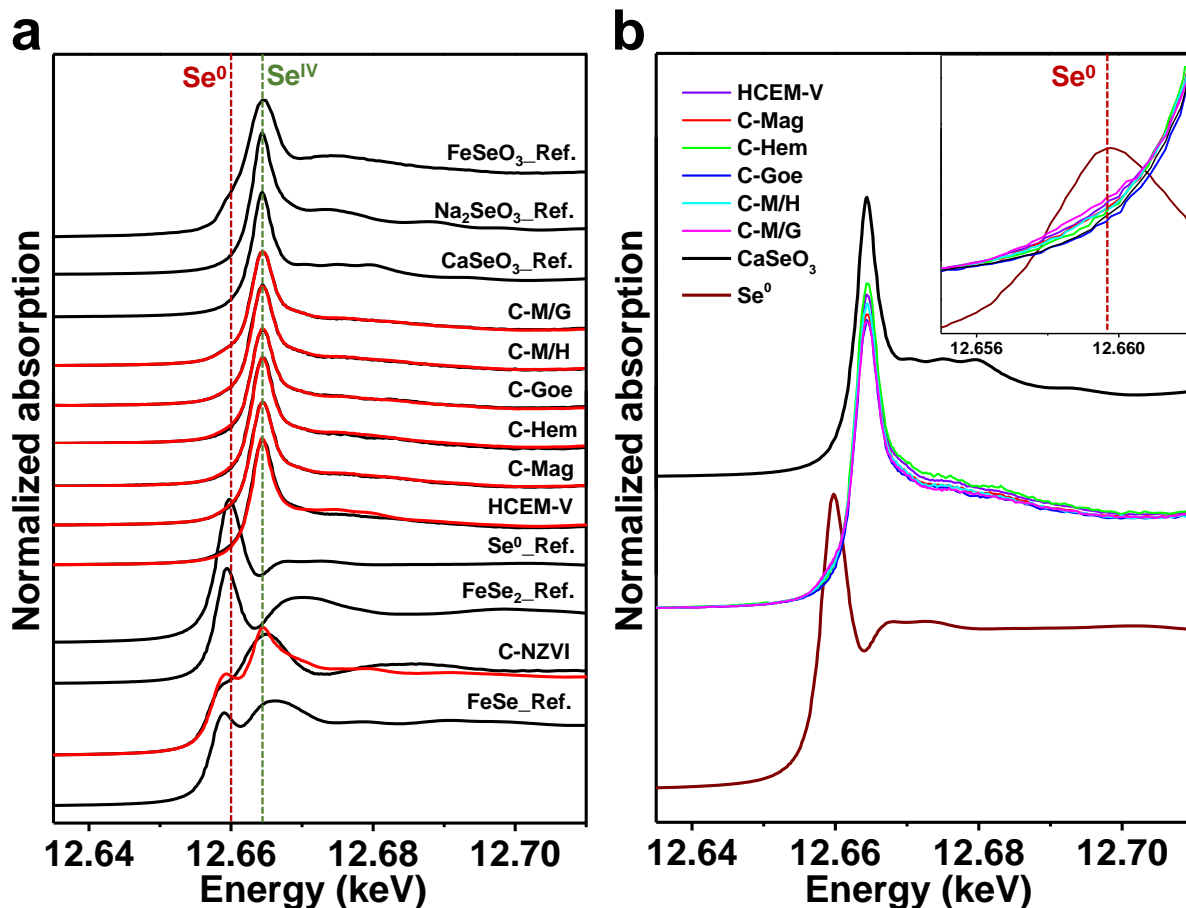 a
Se⁰
Seᴵⱽ
FeSeO₃_Ref.
Na₂SeO₃_Ref.
CaSeO₃_Ref.
C-M/G
C-M/H
C-Goe
C-Hem
C-Mag
HCEM-V
Se⁰_Ref.
FeSe₂_Ref.
C-NZVI
FeSe_Ref.
Normalized absorption
12.64
12.66
12.68
12.70
Energy (keV)
b
HCEM-V
C-Mag
C-Hem
C-Goe
C-M/H
C-M/G
CaSeO₃
Se⁰
Se⁰
12.656
12.660
Normalized absorption
12.64
12.66
12.68
12.70
Energy (keV)